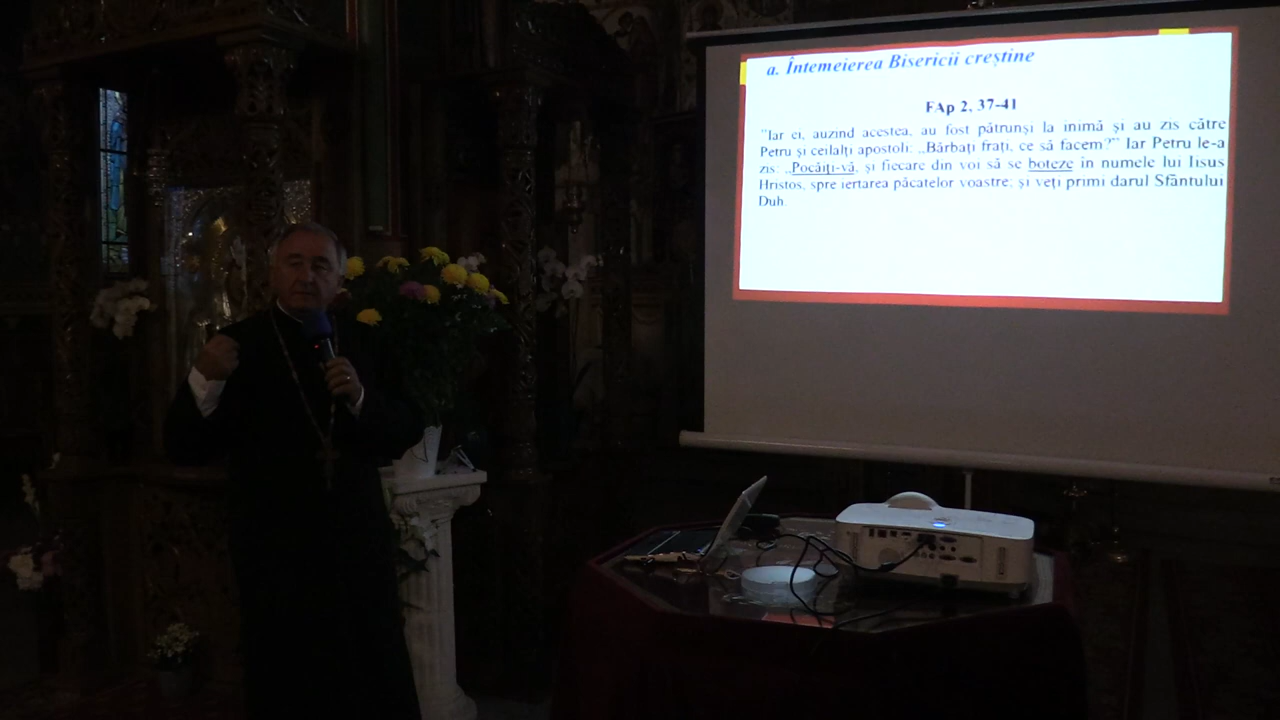 a. Întemeierea Bisericii creștine
FAp 2, 37-41
"Iar ei, auzind acestea, au fost pătrunși la inimă și au zis către
Petru și ceilalți apostoli: „Bărbați frați, ce să facem?" Iar Petru le-a
zis: „Pocăiți-vă, și fiecare din voi să se boteze în numele lui Iisus
Hristos, spre iertarea păcatelor voastre; și veți primi darul Sfântului
Duh.